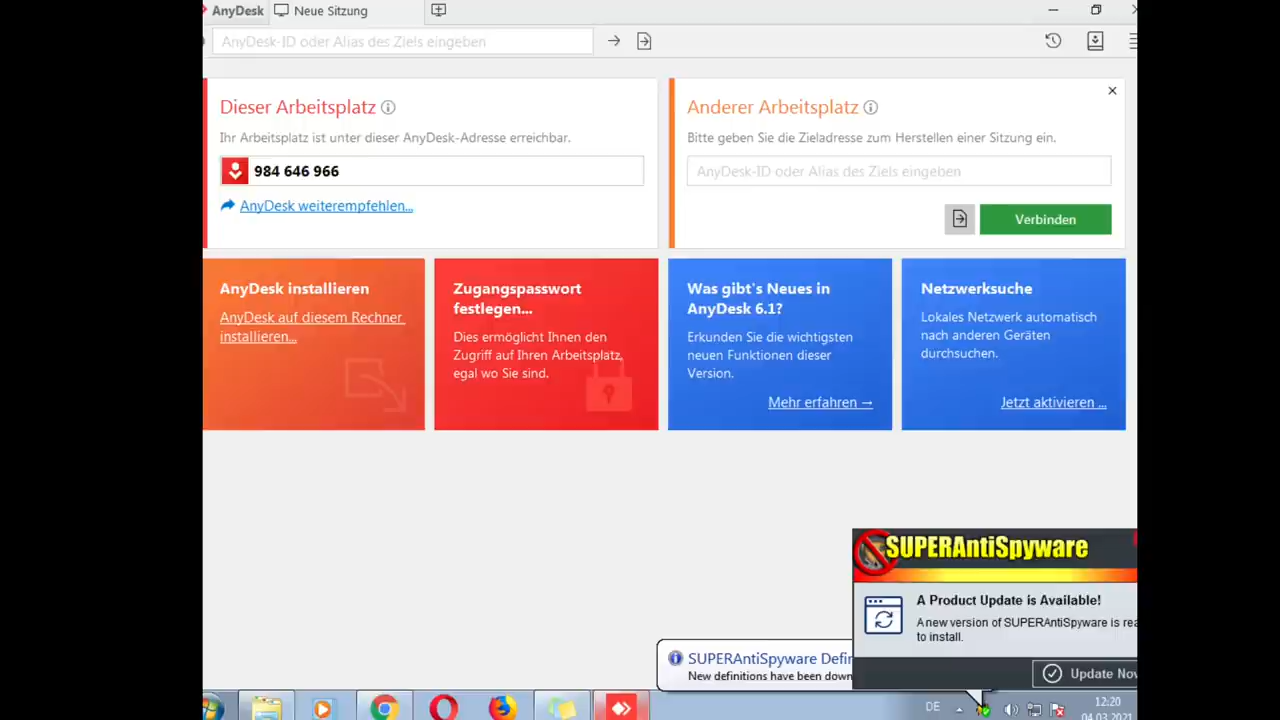 AnyDesk
Neue Sitzung
AnyDesk-ID oder Alias des Ziels eingeben
Dieser Arbeitsplatz
Ihr Arbeitsplatz ist unter dieser AnyDesk-Adresse erreichbar.
984 646 966
AnyDesk weiterempfehlen...
Anderer Arbeitsplatz
Bitte geben Sie die Zieladresse zum Herstellen einer Sitzung ein.
AnyDesk-ID oder Alias des Ziels eingeben
Verbinden
AnyDesk installieren
AnyDesk auf diesem Rechner
installieren...
Zugangspasswort
festlegen...
Dies ermöglicht Ihnen den
Zugriff auf Ihren Arbeitsplatz,
egal wo Sie sind.
Was gibt's Neues in
AnyDesk 6.1?
Erkunden Sie die wichtigsten
neuen Funktionen dieser
Version.
Mehr erfahren →
Netzwerksuche
Lokales Netzwerk automatisch
nach anderen Geräten
durchsuchen.
Jetzt aktivieren ...
SUPERAntiSpyware
A Product Update is Available!
A new version of SUPERAntiSpyware is rea
to install.
Update Now
SUPERAntiSpyware Defin
New definitions have been down
DE
12:20
04.03.2021